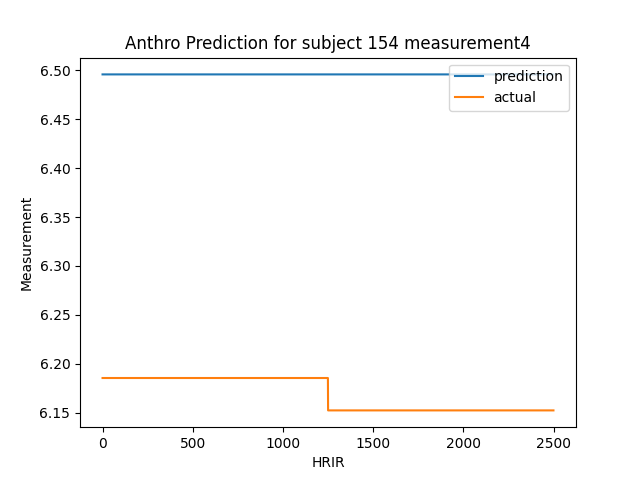 Anthro Prediction for subject 154 measurement4
6.50
6.45
6.40
6.35
6.30
6.25
6.20
6.15
Measurement
prediction
actual
0 500 1000 1500 2000 2500
HRIR